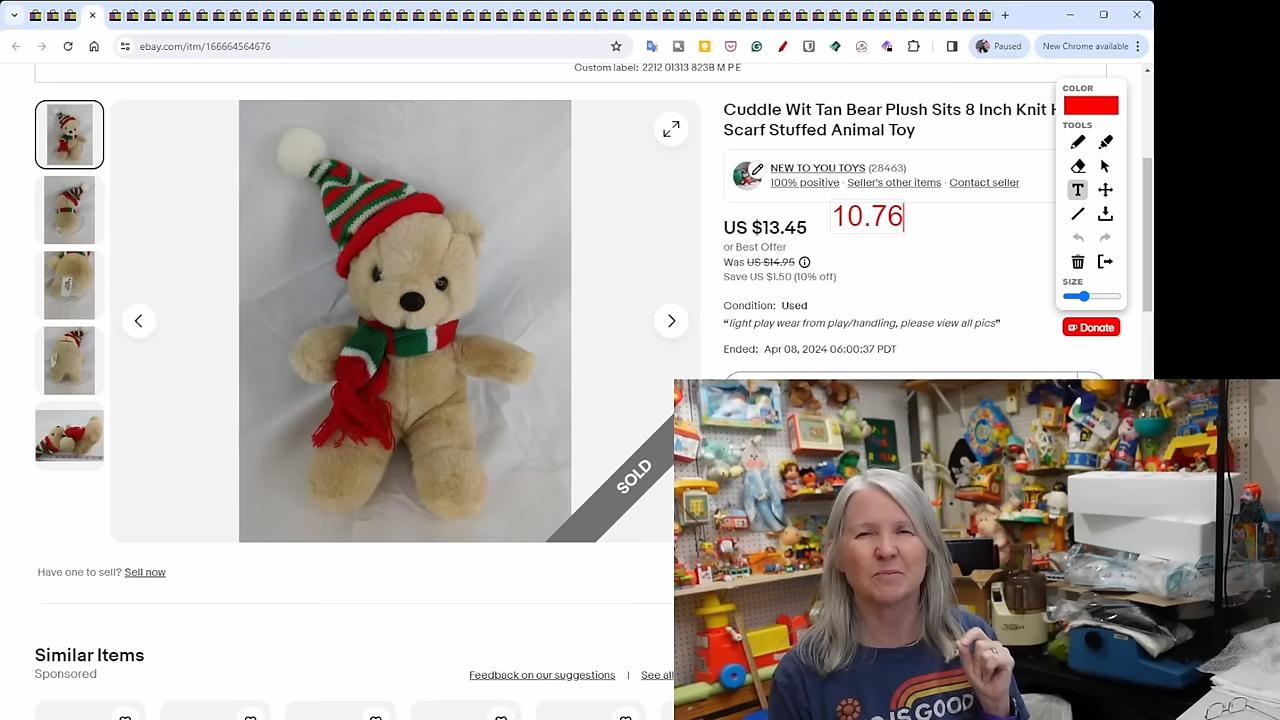 ebay.com/itm/166664564676
Paused
New Chrome available
Custom label: 2212 01313 823B M P E
COLOR
TOOLS
T
SIZE
Donate
Cuddle Wit Tan Bear Plush Sits 8 Inch Knit
Scarf Stuffed Animal Toy
NEW TO YOU TOYS (28463)
100% positive · Seller's other items · Contact seller
US $13.45
10.76
or Best Offer
Was US $14.95
Save US $1.50 (10% off)
Condition: Used
“light play wear from play/handling, please view all pics”
Ended: Apr 08, 2024 06:00:37 PDT
SOLD
Have one to sell? Sell now
Similar Items
Sponsored
Feedback on our suggestions | See all
IS GOOD